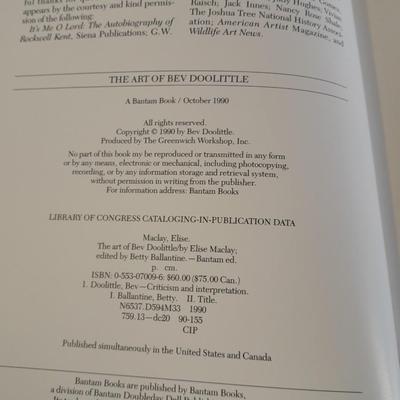 for thanks for
appears by the courtesy and kind permis-
sion of the following:
It's Me O Lord: The Autobiography of
Rockwell Kent, Siena Publications; G.W.
Hughes; Vivian
Raisch; Jack Innes; Nancy Rose
The Joshua Tree National History Associ-
ation; American Artist Magazine, and
Wildlife Art News.
THE ART OF BEV DOOLITTLE
A Bantam Book / October 1990
All rights reserved.
Copyright © 1990 by Bev Doolittle.
Produced by The Greenwich Workshop, Inc.
No part of this book my be reproduced or transmitted in any form
or by any means, electronic or mechanical, including photocopying,
recording, or by any information storage and retrieval system,
without permission in writing from the publisher.
For information address: Bantam Books
LIBRARY OF CONGRESS CATALOGING-IN-PUBLICATION DATA
Maclay, Elise.
The art of Bev Doolittle/by Elise Maclay;
edited by Betty Ballantine.—Bantam ed.
p. cm.
ISBN: 0-553-07009-6: $60.00 ($75.00 Can.)
1. Doolittle, Bev—Criticism and interpretation.
I. Ballantine, Betty. II. Title.
N6537.D594M33 1990
759.13—dc20 90-155
CIP
Published simultaneously in the United States and Canada
Bantam Books are published by Bantam Books,
a division of Bantam Doubleday Dell